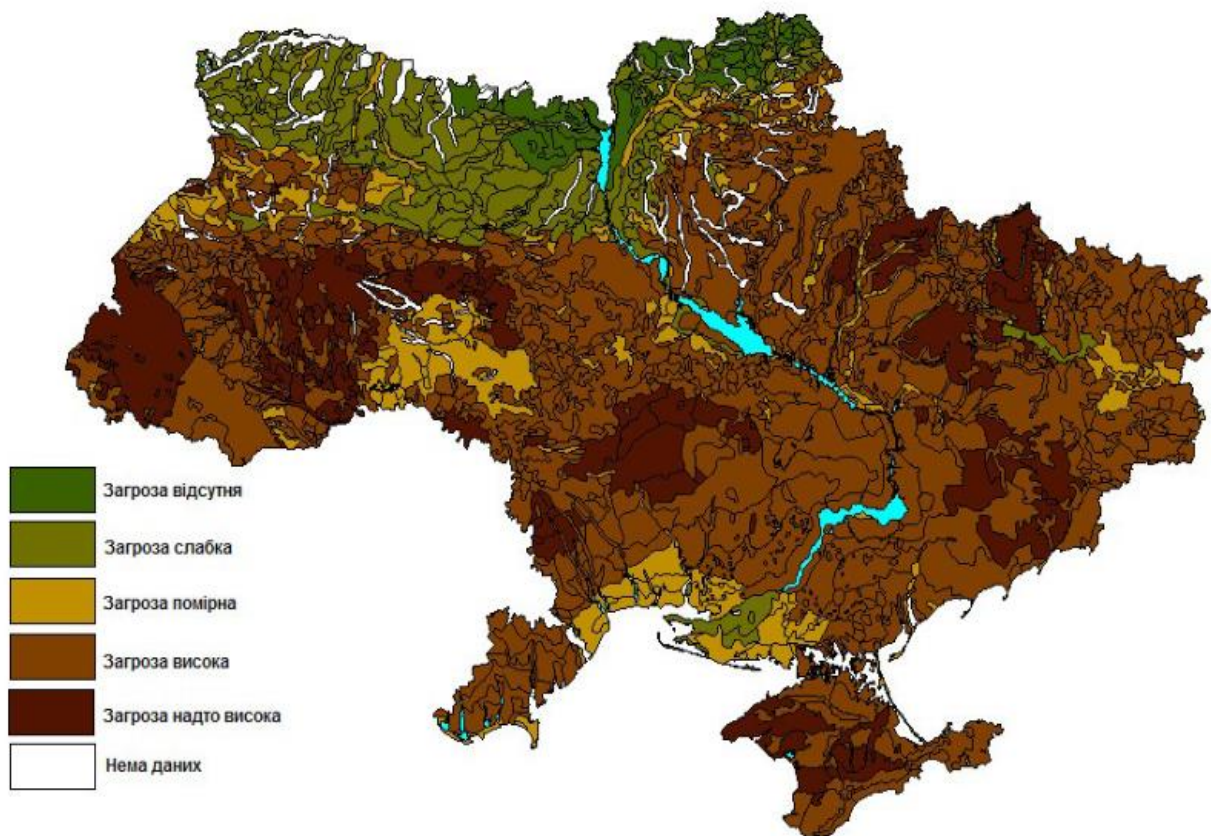 Загроза відсутня
Загроза слабка
Загроза помірна
Загроза висока
Загроза надто висока
Нема даних